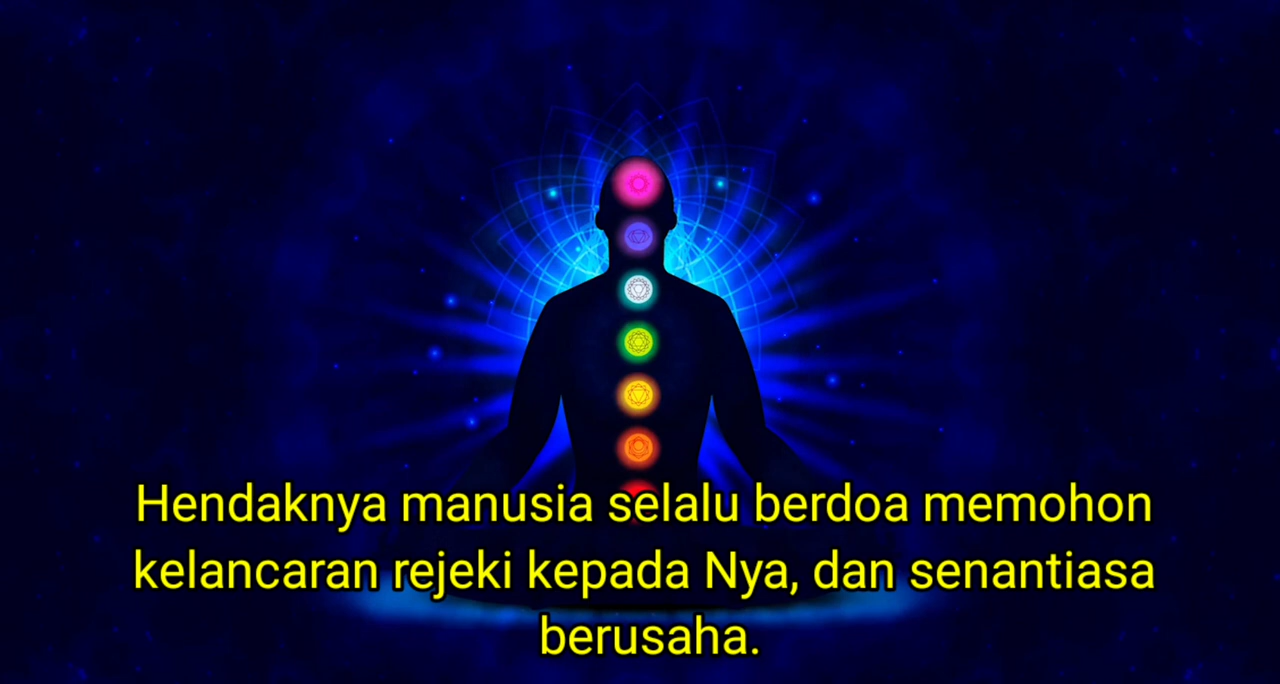 Hendaknya manusia selalu berdoa memohon
kelancaran rejeki kepada Nya, dan senantiasa
berusaha.